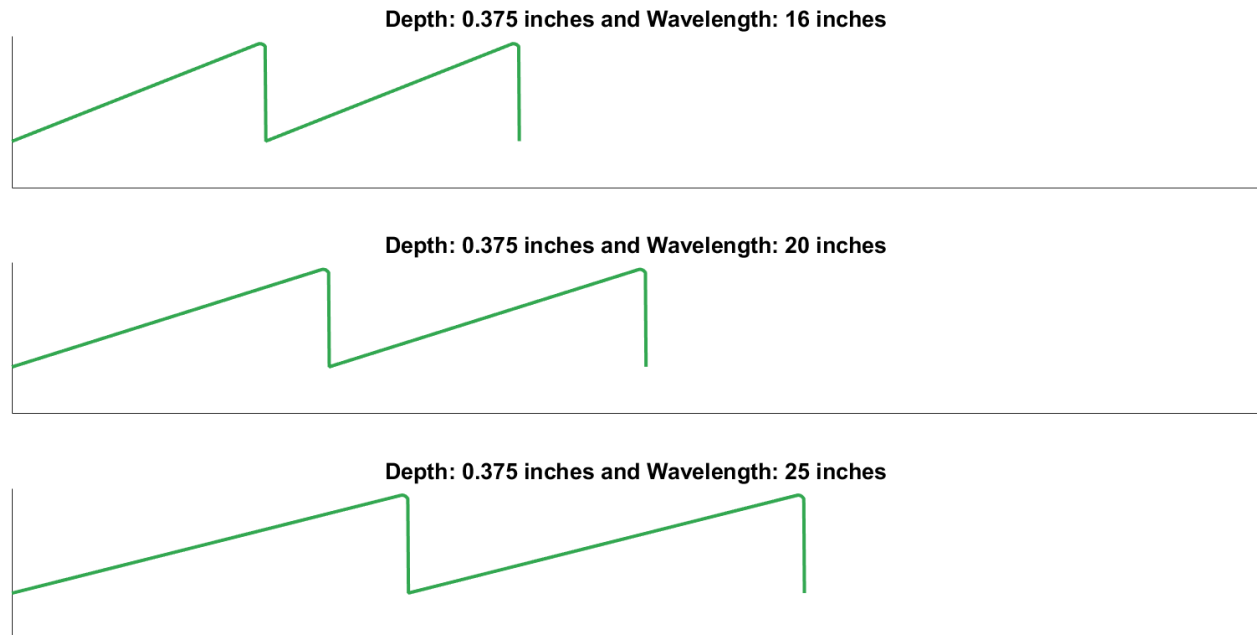 Depth: 0.375 inches and Wavelength: 16 inches
Depth: 0.375 inches and Wavelength: 20 inches
Depth: 0.375 inches and Wavelength: 25 inches